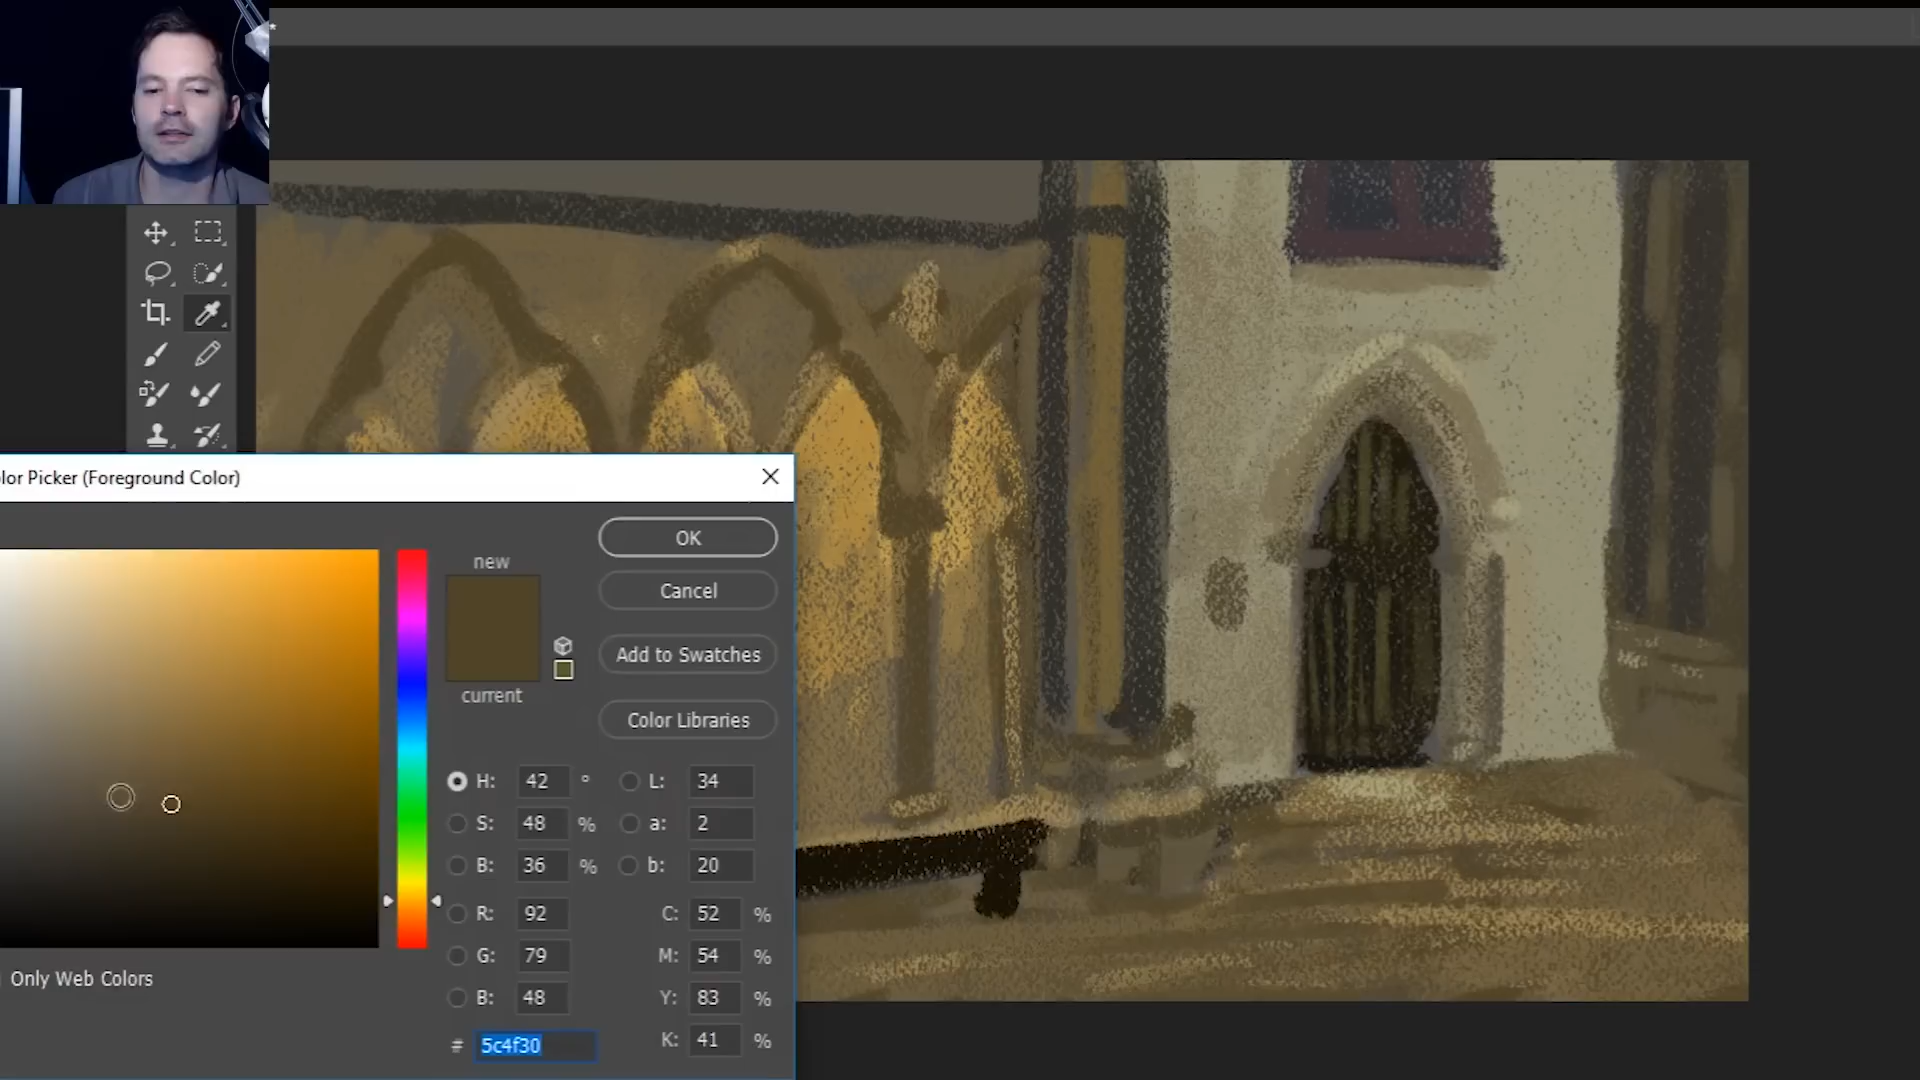 lor Picker (Foreground Color)
new
current
OK
Cancel
Add to Swatches
Color Libraries
H: 42 °
S: 48 %
B: 36 %
R: 92
G: 79
B: 48
# 5c4f30
L: 34
a: 2
b: 20
C: 52 %
M: 54 %
Y: 83 %
K: 41 %
Only Web Colors